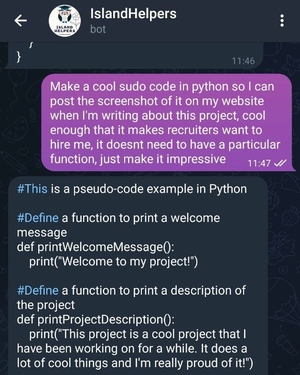 IslandHelpers
bot
ISLAND
HELPERS
}
}
11:46
Make a cool sudo code in python so I can
post the screenshot of it on my website
when I'm writing about this project, cool
enough that it makes recruiters want to
hire me, it doesnt need to have a particular
function, just make it impressive
11:47
#This is a pseudo-code example in Python
#Define a function to print a welcome
message
def printWelcomeMessage():
print("Welcome to my project!")
#Define a function to print a description of
the project
def printProjectDescription():
print("This project is a cool project that I
have been working on for a while. It does a
lot of cool things and I'm really proud of it!")